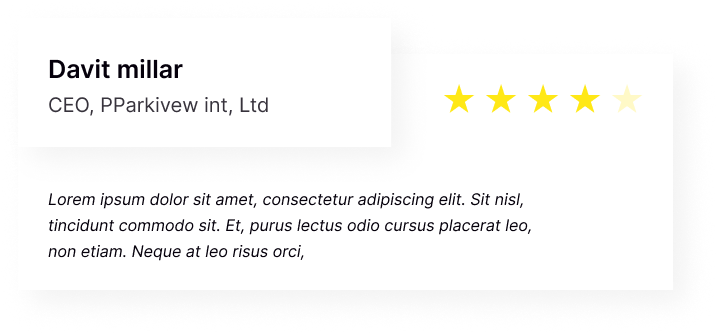 Davit millar
CEO, PParkivew int, Ltd
Lorem ipsum dolor sit amet, consectetur adipiscing elit. Sit nisl,
tincidunt commodo sit. Et, purus lectus odio cursus placerat leo,
non etiam. Neque at leo risus orci,